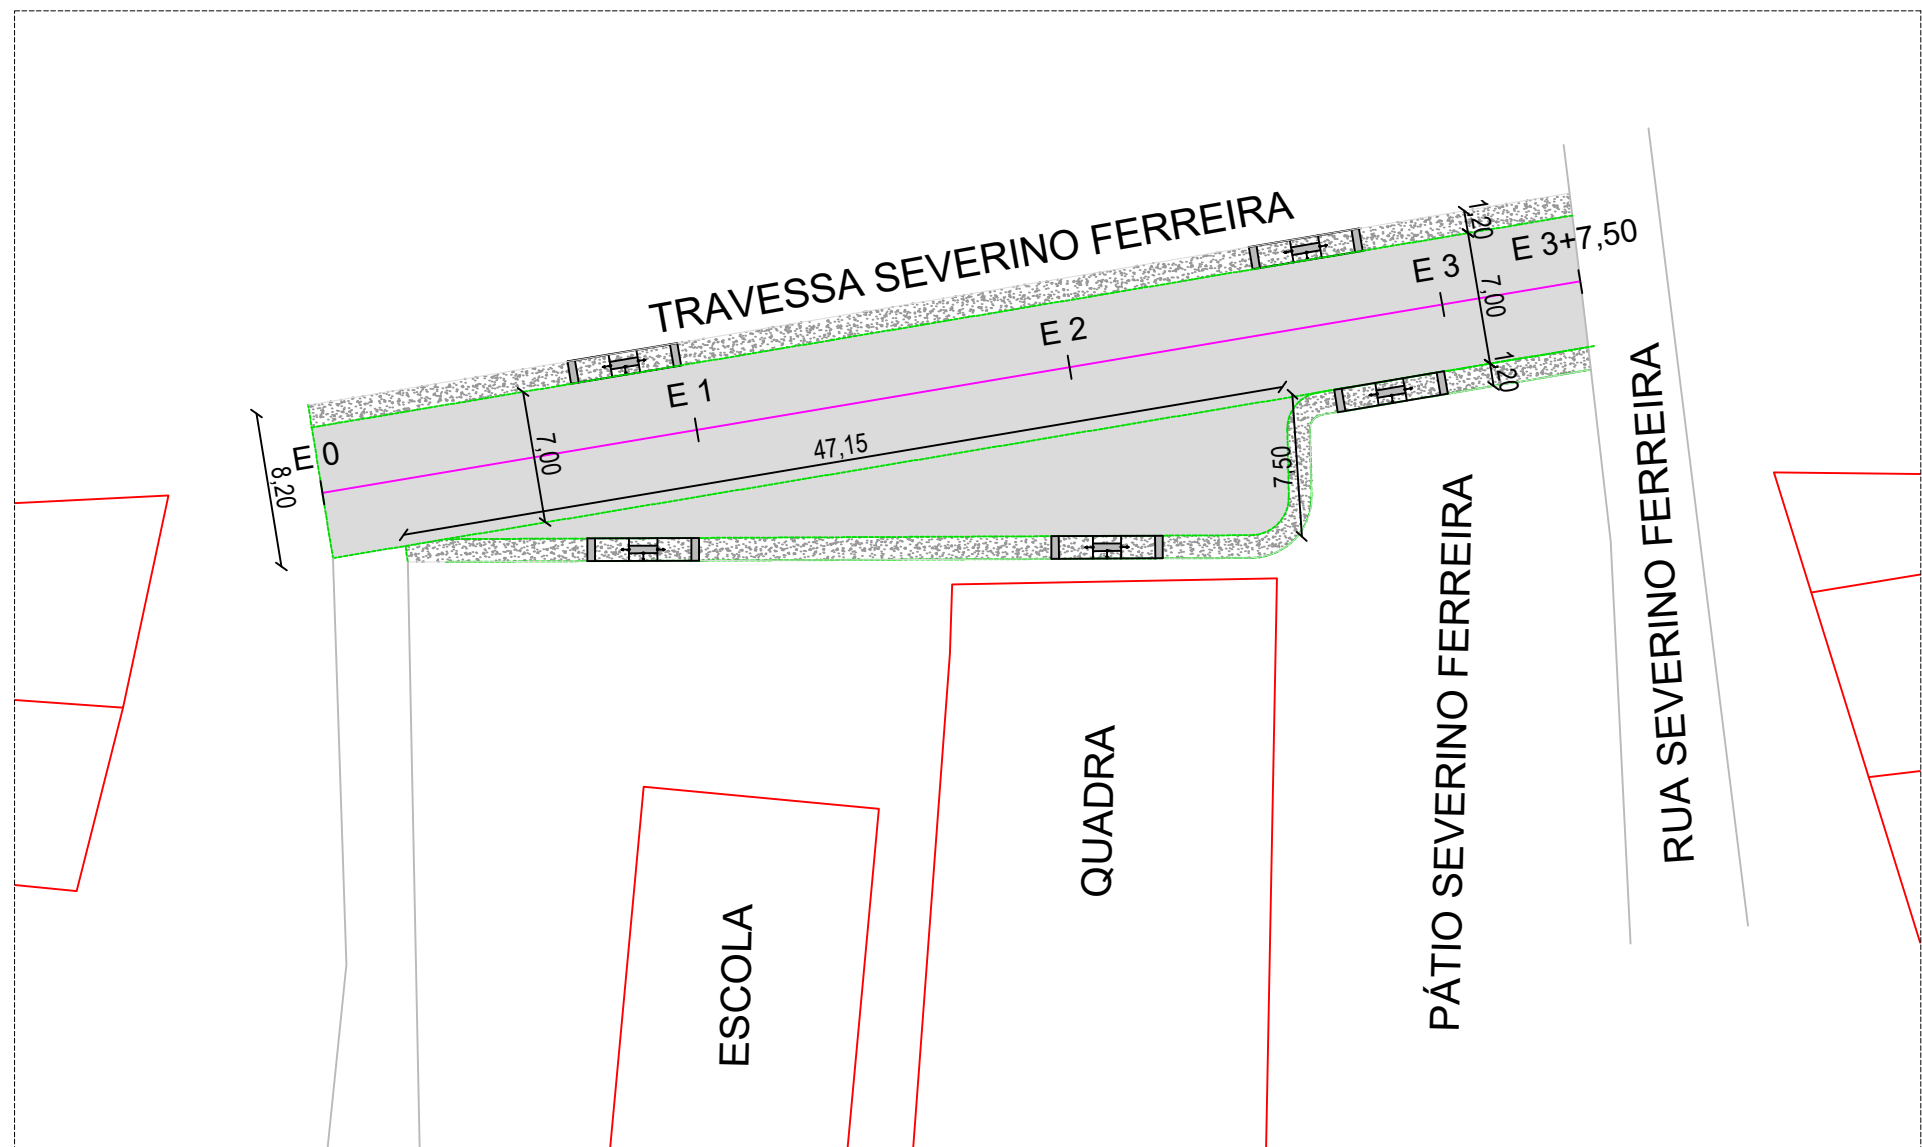 TRAVESSA SEVERINO FERREIRA
1,20
E 3+7,50
E 3
7,00
E 2
1,20
E 1
47,15
7,00
E 0
8,20
7,50
PÁTIO SEVERINO FERREIRA
RUA SEVERINO FERREIRA
QUADRA
ESCOLA